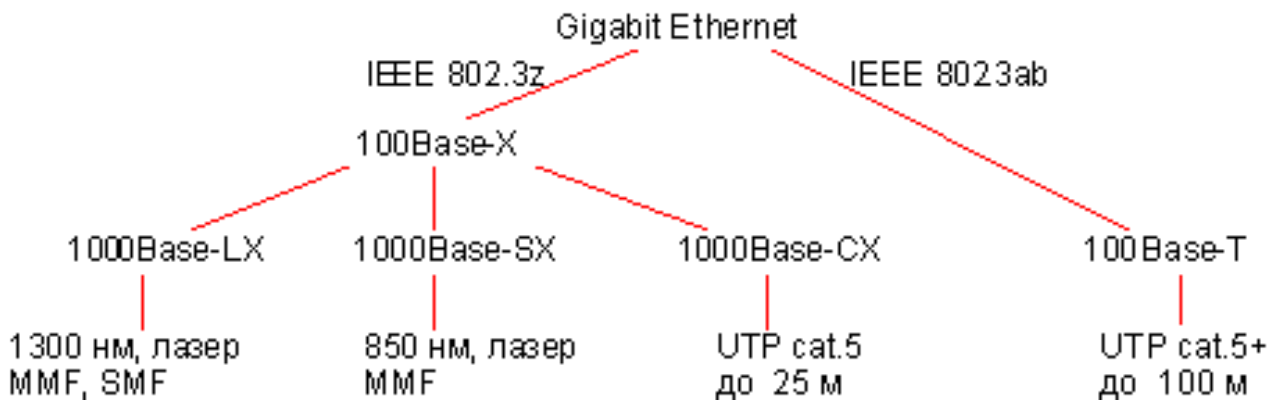 Gigabit Ethernet
IEEE 802.3z
IEEE 8023ab
100Base-X
1000Base-LX
1000Base-SX
1000Base-CX
100Base-T
1300 нм, лазер
MMF, SMF
850 нм, лазер
MMF
UTP cat.5
до 25 м
UTP cat.5+
до 100 м